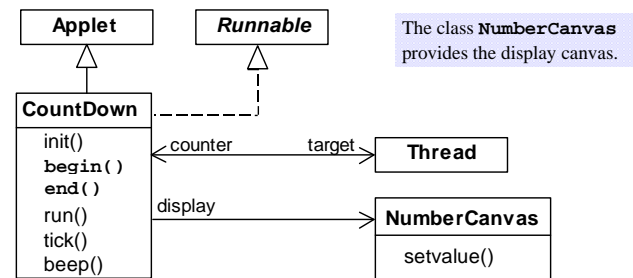 Applet
Runnable
The class NumberCanvas
provides the display canvas.
CountDown
init()
begin()
end()
run()
tick()
beep()
counter
target
Thread
display
NumberCanvas
setvalue()